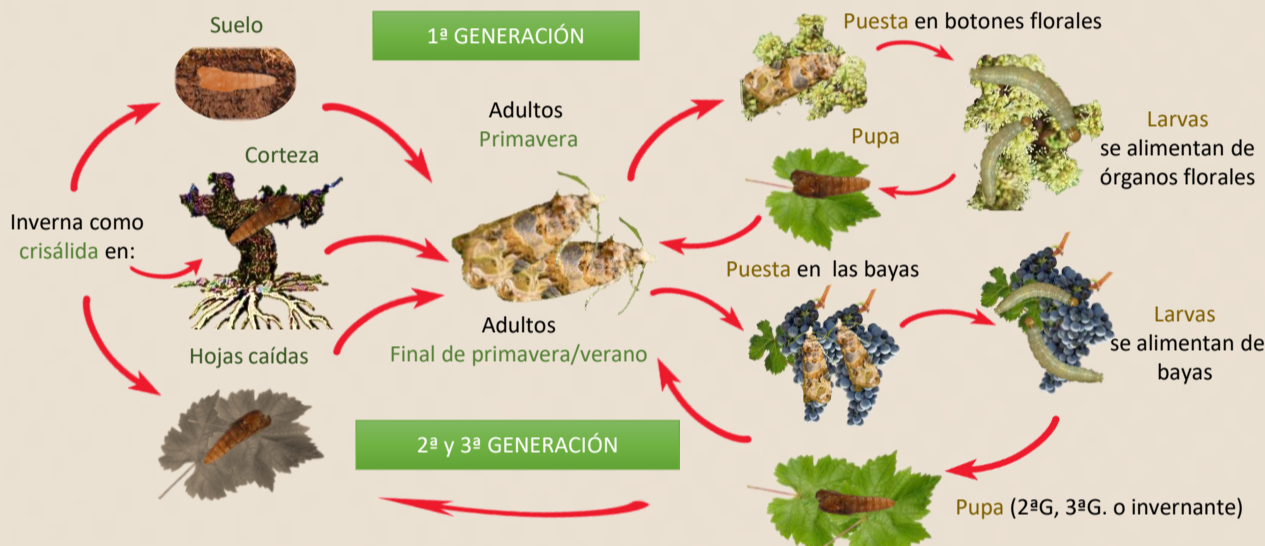 Suelo
1ª GENERACIÓN
Puesta en botones florales
Adultos
Primavera
Larvas
se alimentan de
órganos florales
Pupa
Corteza
Inverna como
crisálida en:
Puesta en las bayas
Adultos
Final de primavera/verano
Larvas
se alimentan de
bayas
Hojas caídas
2ª y 3ª GENERACIÓN
Pupa (2ªG, 3ªG. o invernante)